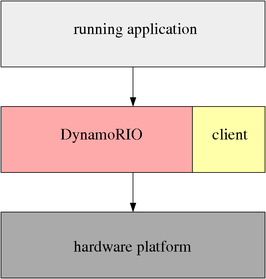 running application
DynamoRIO
client
hardware platform